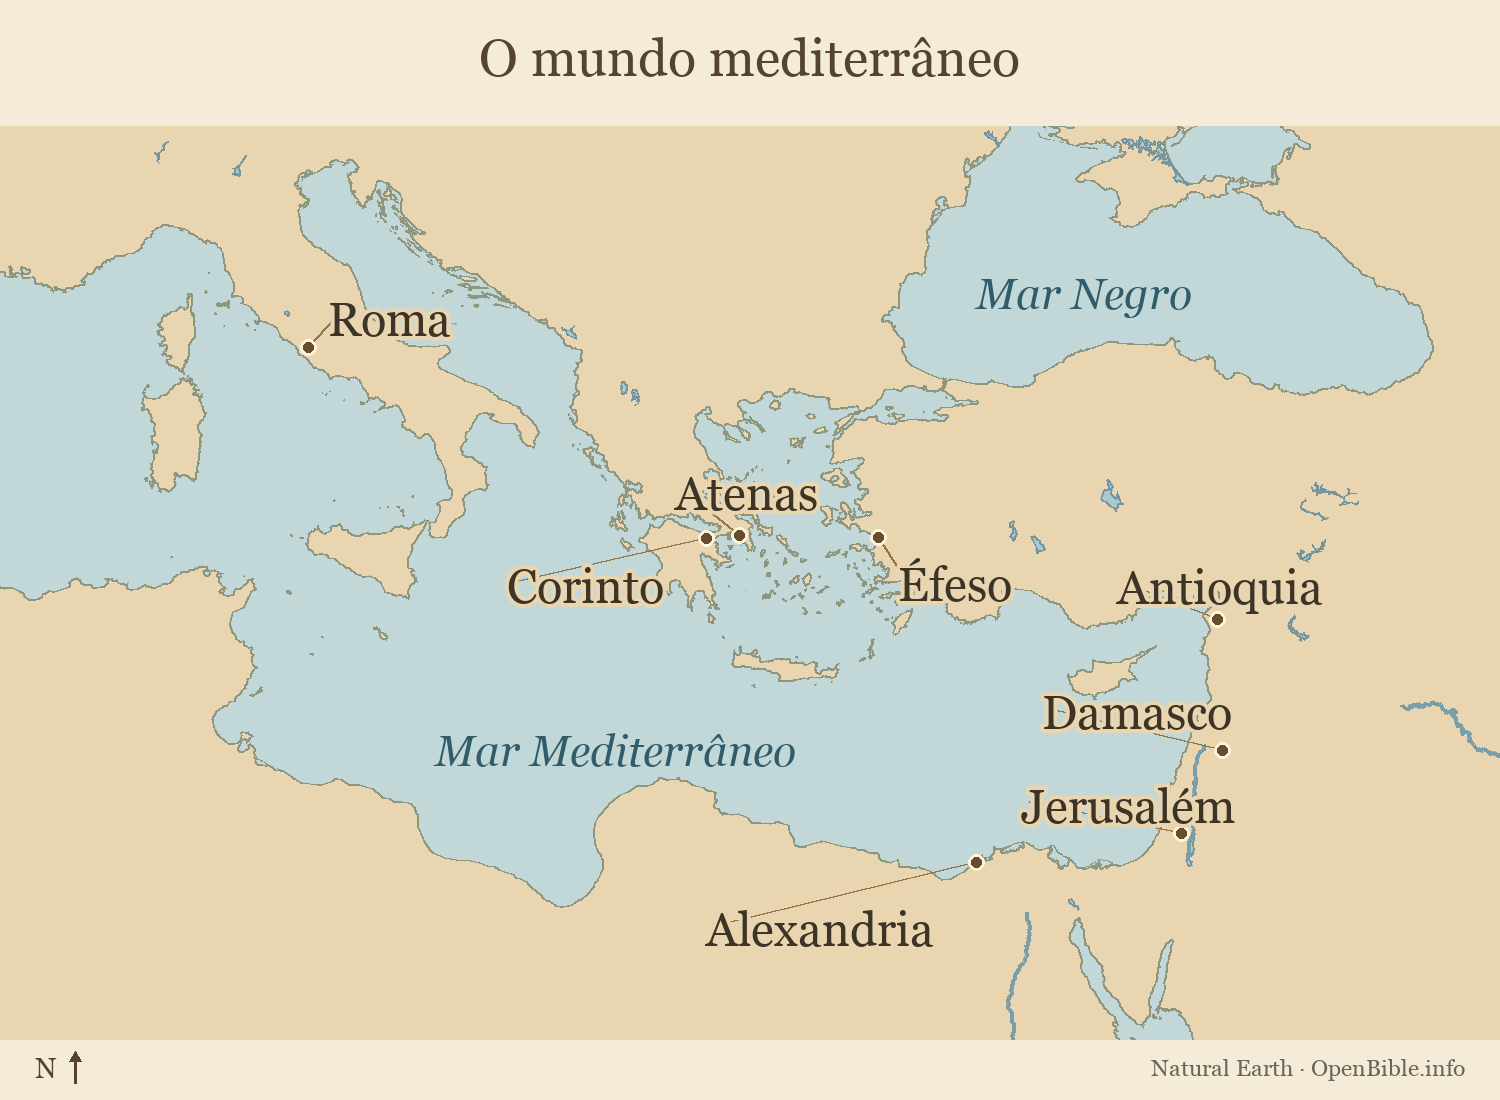 O mundo mediterrâneo
Mar Negro
Roma
Atenas
Corinto
Éfeso
Antioquia
Damasco
Mar Mediterrâneo
Jerusalém
Alexandria
N
Natural Earth · OpenBible.info